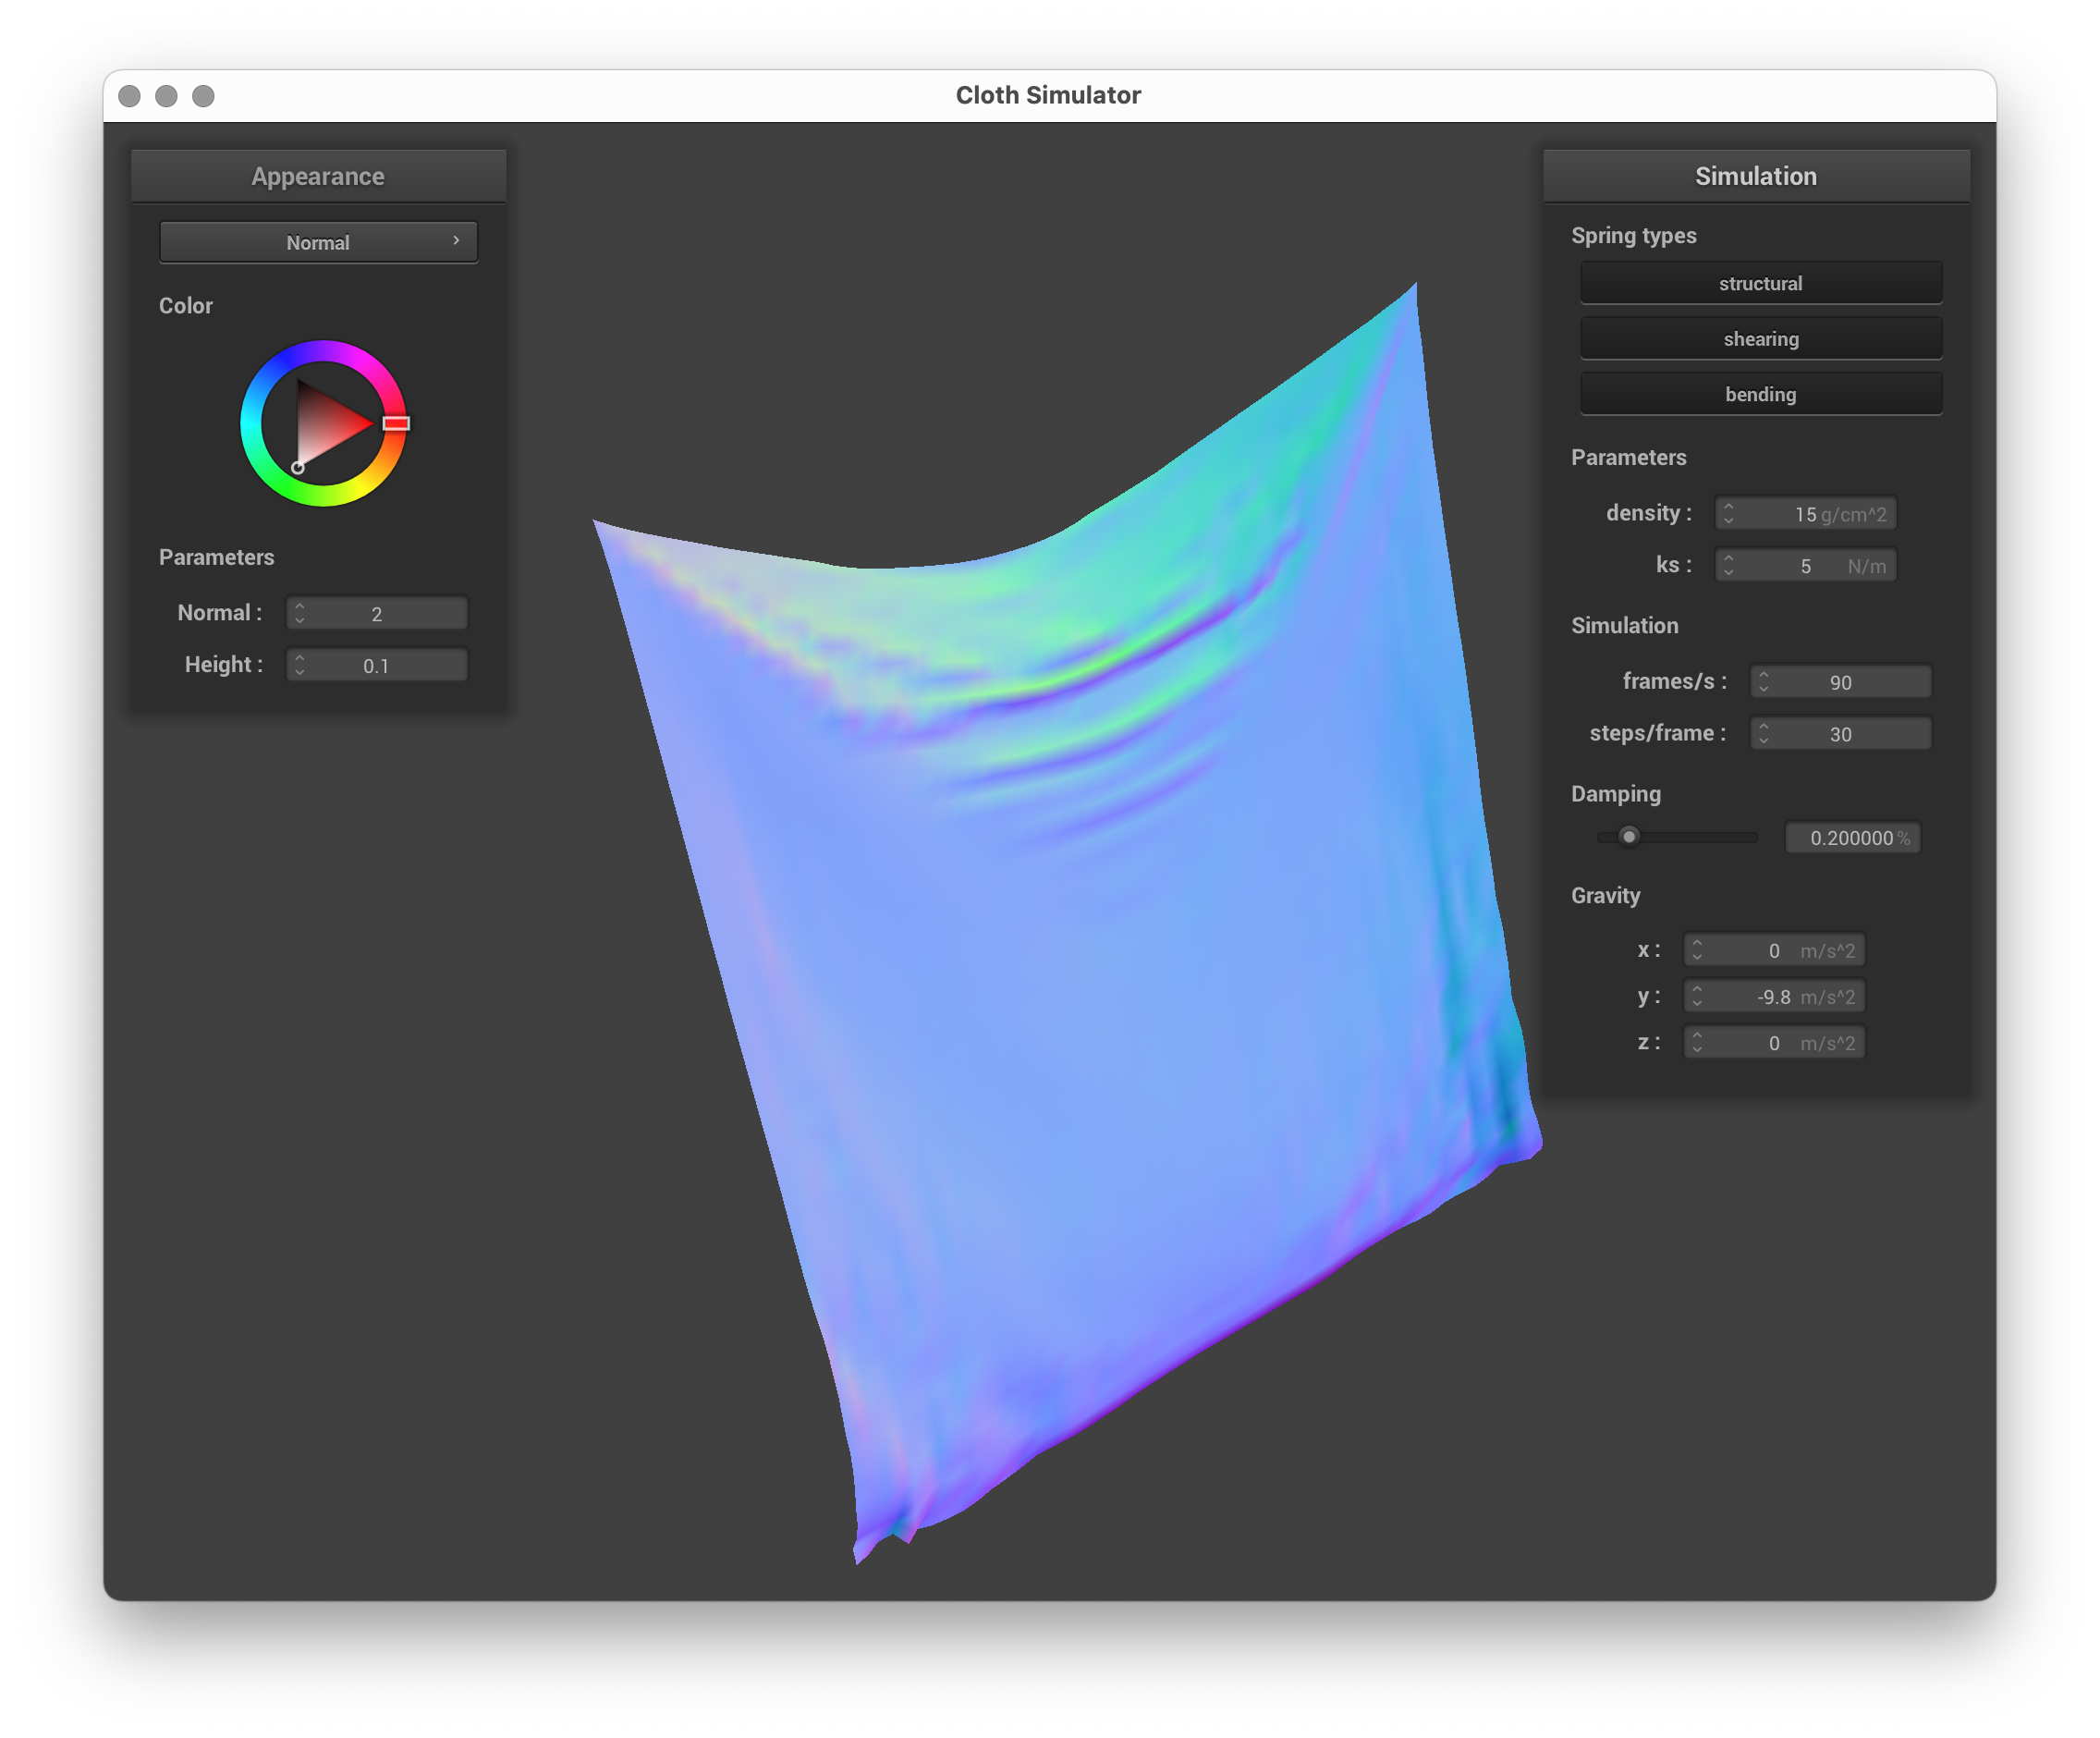 Cloth Simulator
Appearance
Normal
Color
Parameters
Normal : 2
Height : 0.1
Simulation
Spring types
structural
shearing
bending
Parameters
density : 15 g/cm^2
ks : 5 N/m
Simulation
frames/s : 90
steps/frame : 30
Damping
0.200000 %
Gravity
x : 0 m/s^2
y : -9.8 m/s^2
z : 0 m/s^2